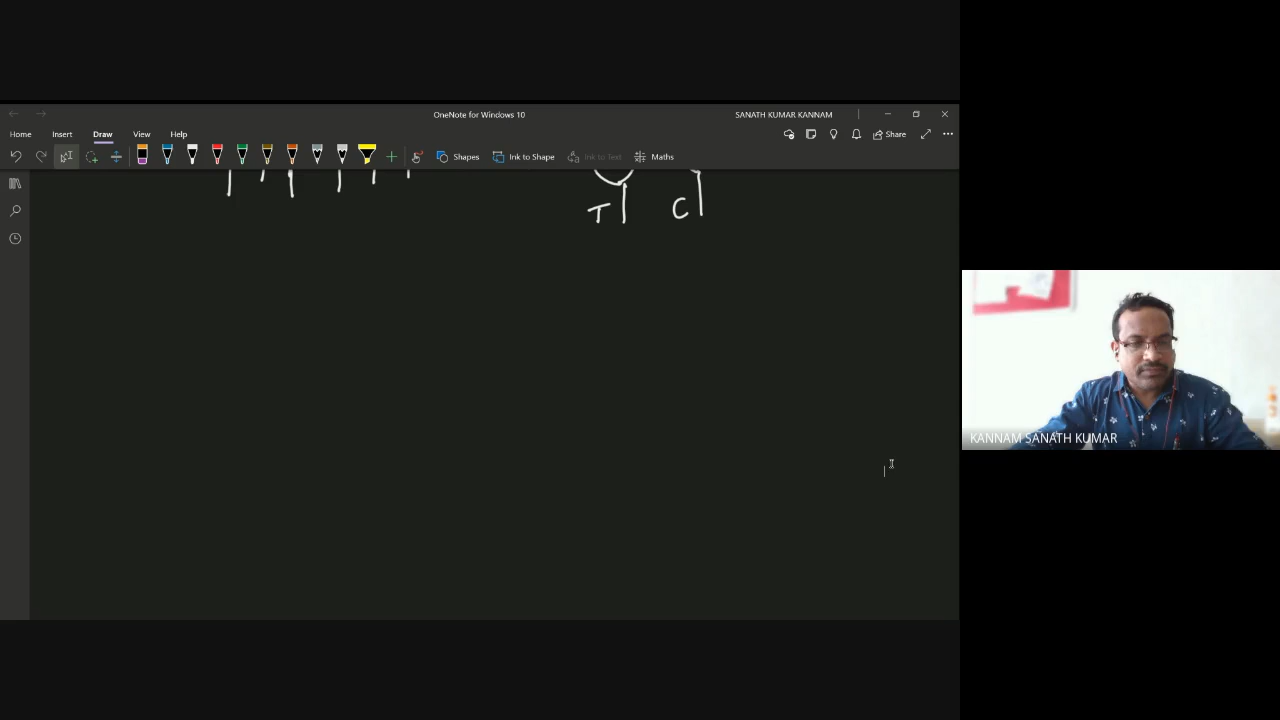 OneNote for Windows 10
SANATH KUMAR KANNAM
Home Insert Draw View Help
Share
Shapes Ink to Shape Ink to Text Maths
T C
KANNAM SANATH KUMAR